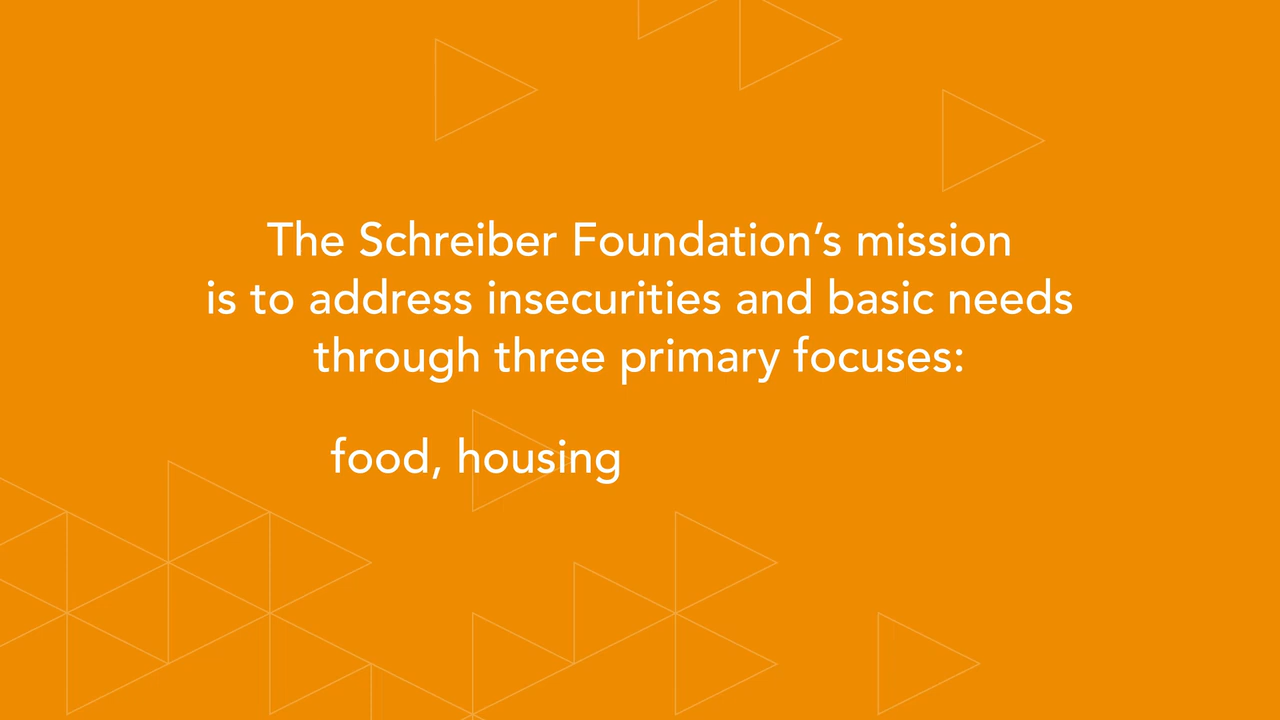 The Schreiber Foundation’s mission
is to address insecurities and basic needs
through three primary focuses:
food, housing